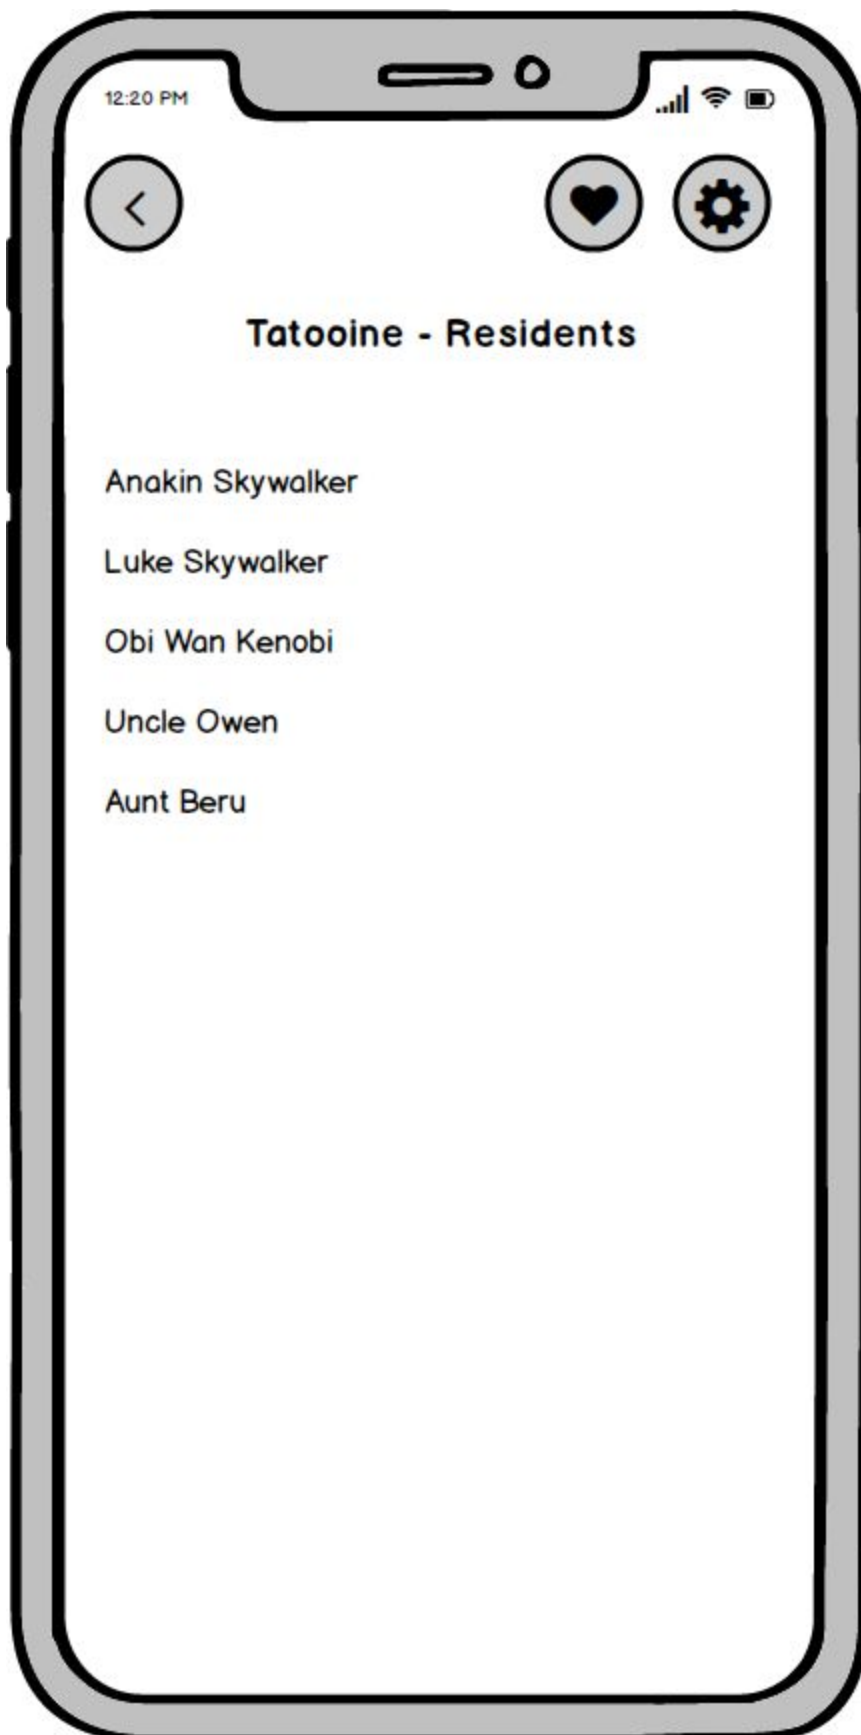 12:20 PM
Tatooine - Residents
Anakin Skywalker
Luke Skywalker
Obi Wan Kenobi
Uncle Owen
Aunt Beru